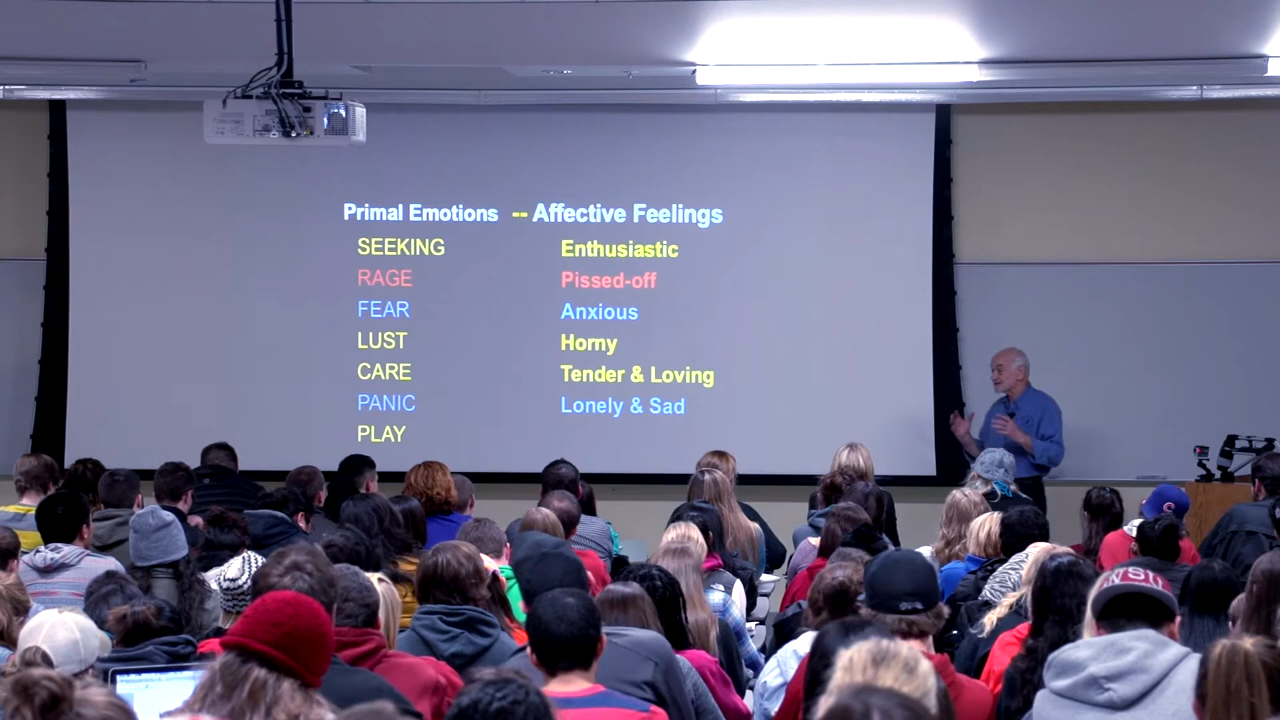 Primal Emotions -- Affective Feelings
SEEKING Enthusiastic
RAGE Pissed-off
FEAR Anxious
LUST Horny
CARE Tender & Loving
PANIC Lonely & Sad
PLAY
WSU